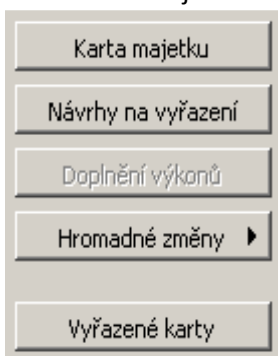 Karta majetku
Návrhy na vyřazení
Doplnění výkonů
Hromadné změny
Vyřazené karty